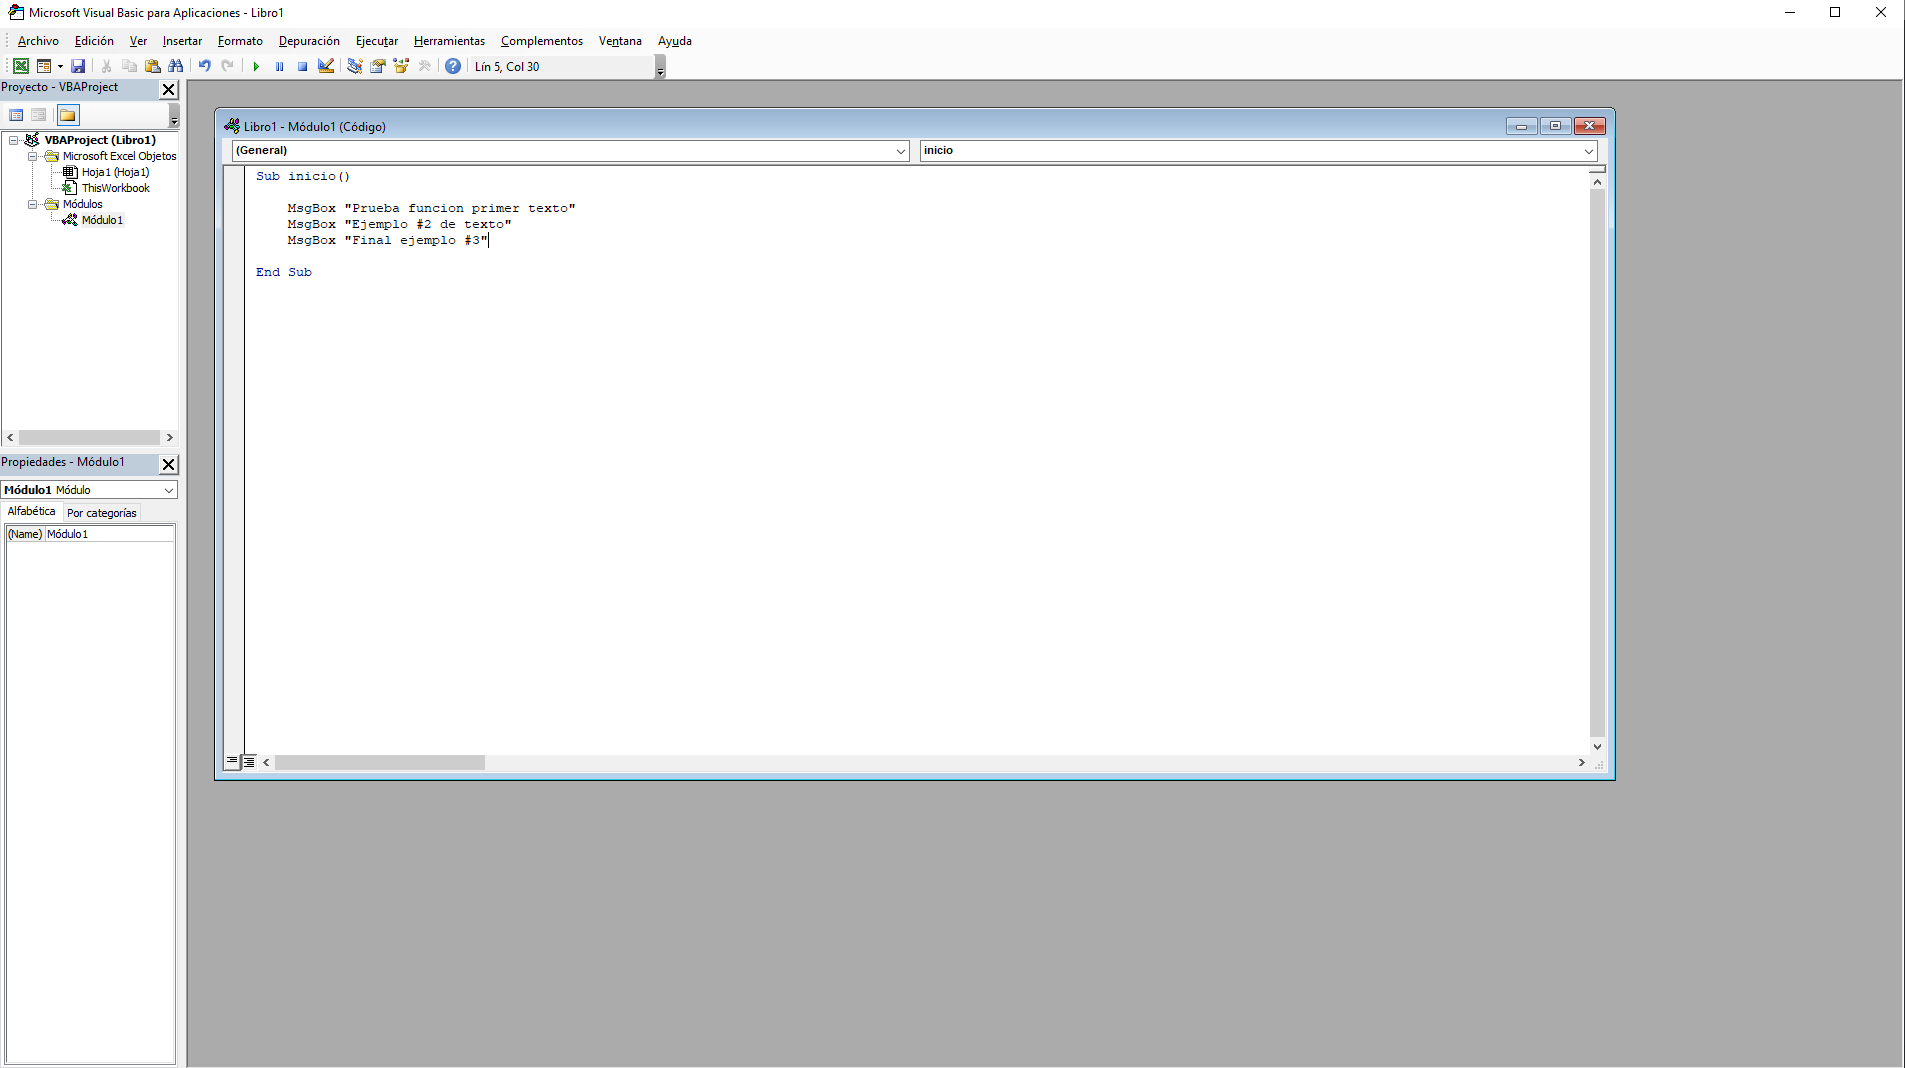 Microsoft Visual Basic para Aplicaciones - Libro1
Archivo Edición Ver Insertar Formato Depuración Ejecutar Herramientas Complementos Ventana Ayuda
Lín 5, Col 30
Proyecto - VBAProject
VBAProject (Libro1)
Microsoft Excel Objetos
Hoja1 (Hoja1)
ThisWorkbook
Módulos
Módulo1
Propiedades - Módulo1
Módulo1 Módulo
Alfabética Por categorías
(Name) Módulo1
Libro1 - Módulo1 (Código)
(General) inicio
Sub inicio()
MsgBox "Prueba funcion primer texto"
MsgBox "Ejemplo #2 de texto"
MsgBox "Final ejemplo #3"
End Sub